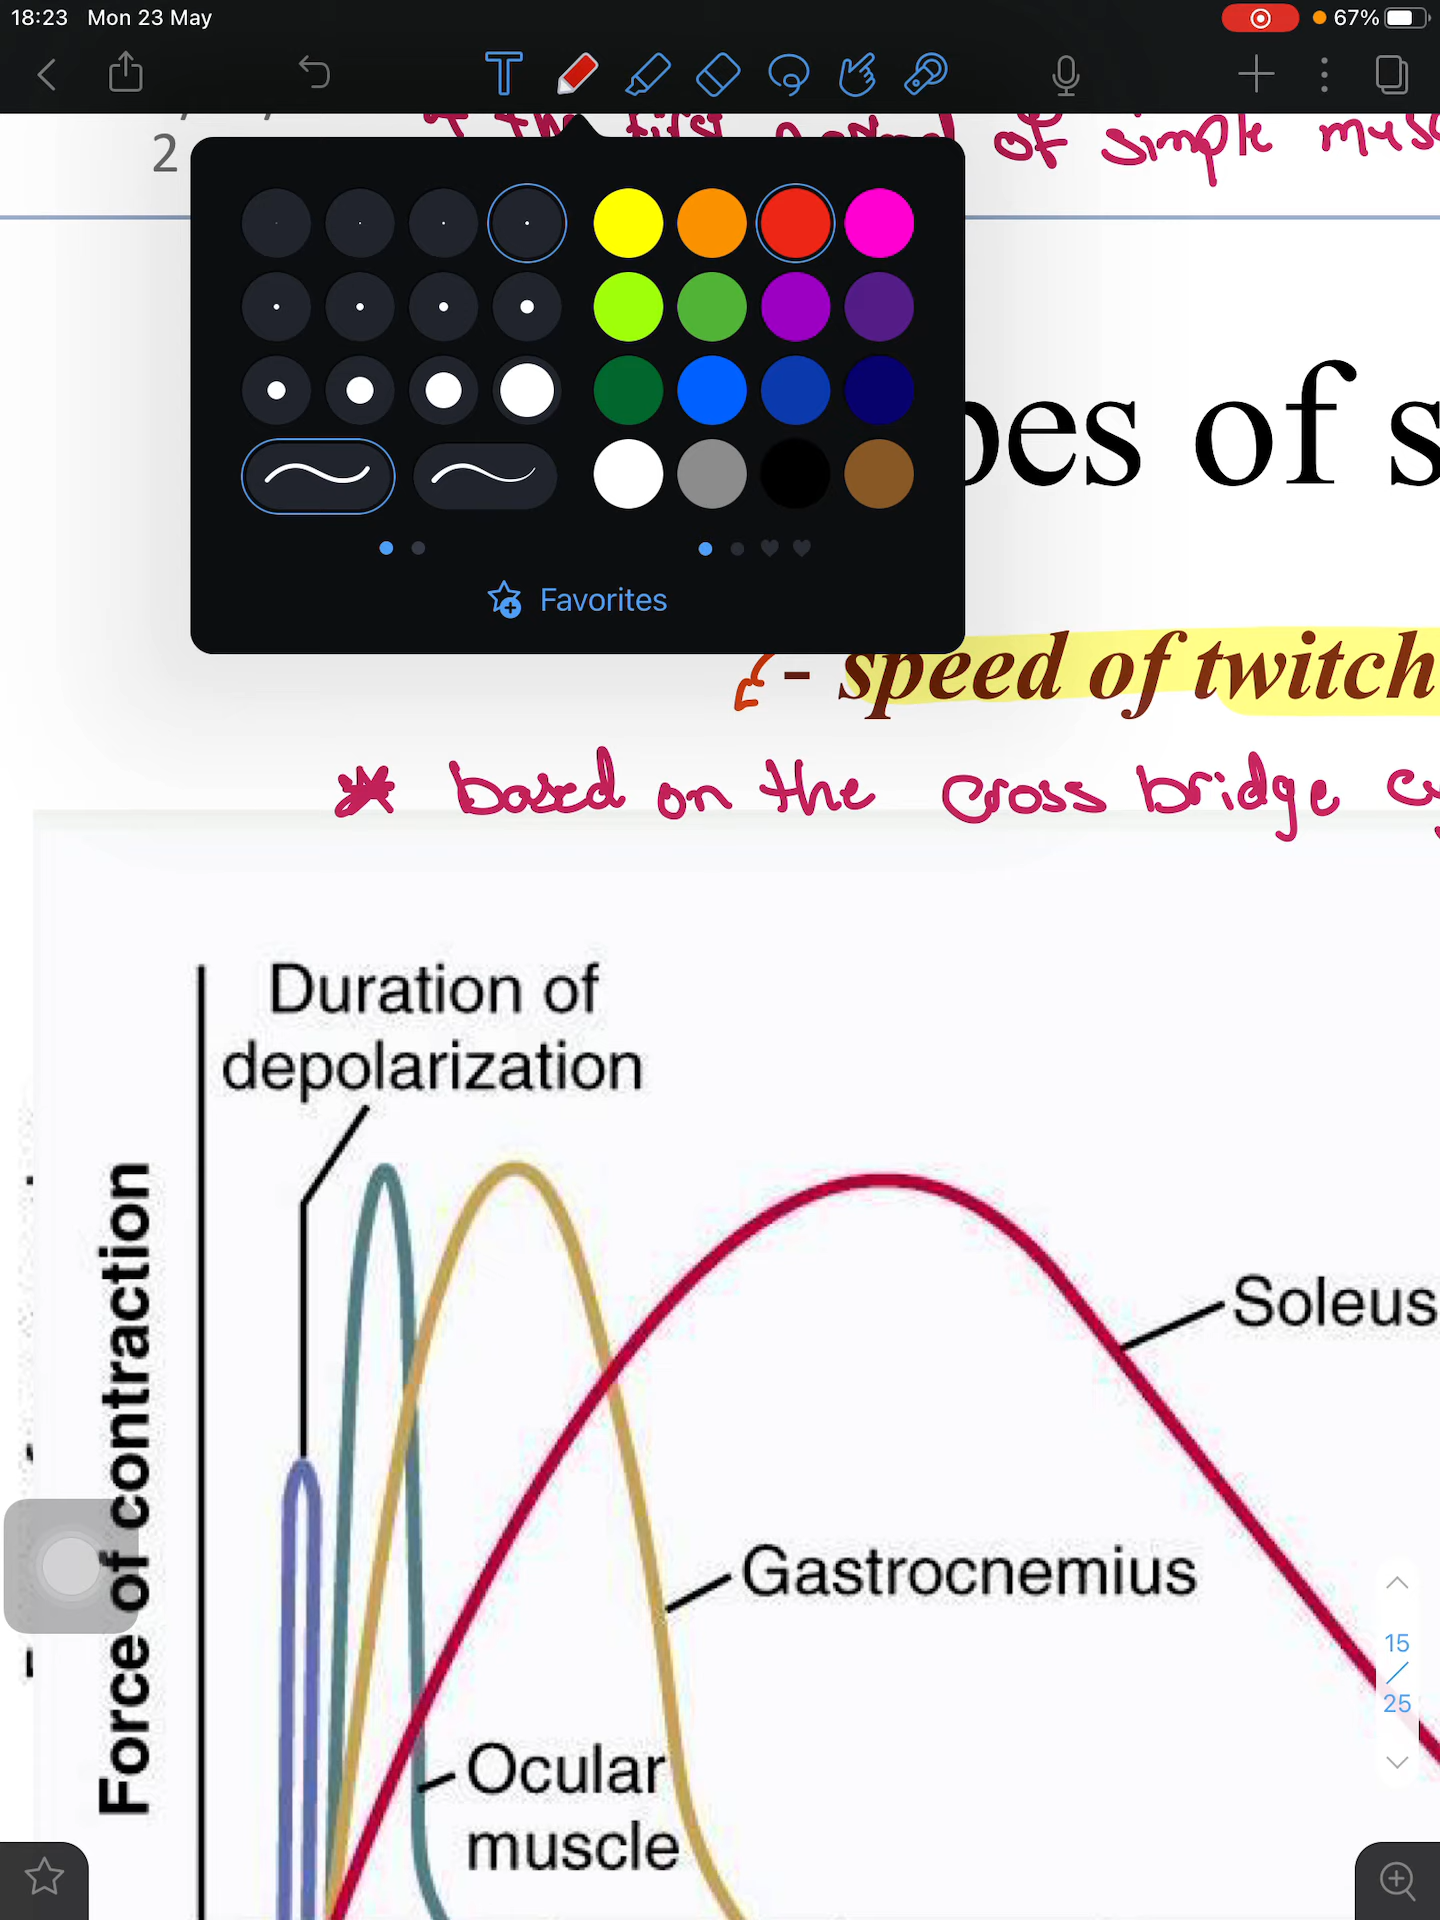 18:23 Mon 23 May
67%
T
of simple
2
pes of s
Favorites
- speed of twitch
* based on the cross bridge
Duration of
depolarization
Force of contraction
Soleus
Gastrocnemius
15
/
25
Ocular
muscle